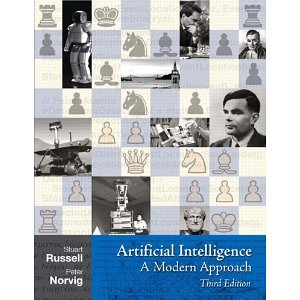 Stuart
Russell
Peter
Norvig
Artificial Intelligence
A Modern Approach
Third Edition